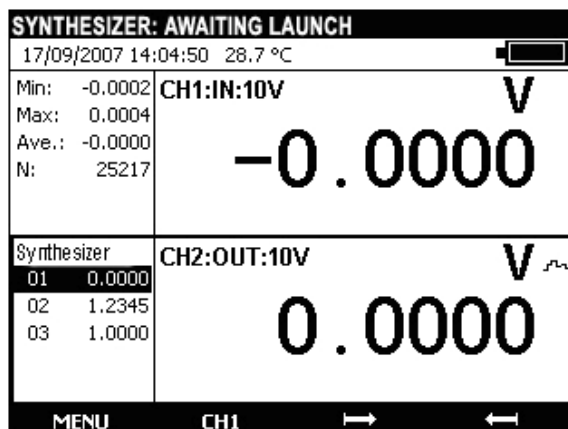 SYNTHESIZER: AWAITING LAUNCH
17/09/2007 14:04:50 28.7 °C
Min: -0.0002
Max: 0.0004
Ave.: -0.0000
N: 25217
CH1:IN:10V V
-0.0000
Synthesizer
01 0.0000
02 1.2345
03 1.0000
CH2:OUT:10V V
0.0000
MENU CH1 ↦ ↤